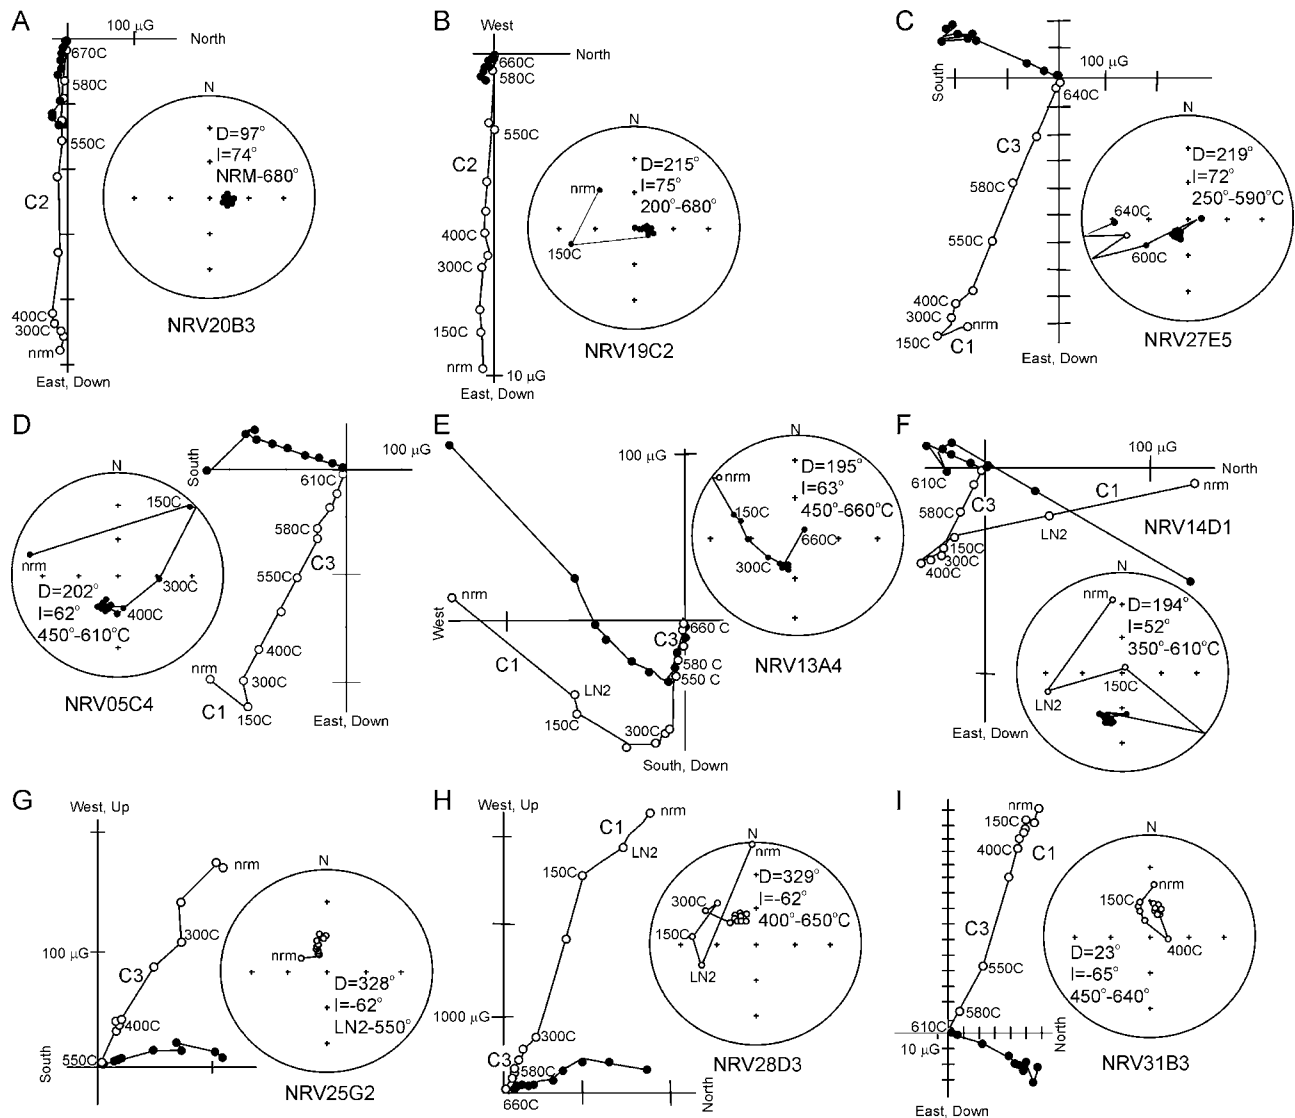 A
100 μG
North
670C
580C
550C
C2
400C
300C
nrm
East, Down
N
D=97°
I=74°
NRM-680°
NRV20B3
B
West
100 μG
North
660C
580C
550C
C2
400C
300C
150C
nrm
10 μG
East, Down
N
D=215°
I=75°
200°-680°
nrm
150C
NRV19C2
C
100 μG
South
640C
C3
580C
550C
400C
300C
nrm
150C
C1
East, Down
N
D=219°
I=72°
250°-590°C
640C
600C
NRV27E5
D
N
150C
nrm
300C
D=202°
I=62°
450°-610°C
400C
NRV05C4
South
100 μG
610C
580C
C3
550C
400C
nrm
300C
C1
150C
East, Down
E
100 μG
nrm
West
660 C
C3
C1
580 C
550 C
LN2
150C
300C
South, Down
N
nrm
D=195°
I=63°
450°-660°C
150C
660C
300C
NRV13A4
F
100 μG
North
610C
C1
nrm
C3
580C
LN2
NRV14D1
150C
300C
400C
East, Down
N
nrm
D=194°
I=52°
350°-610°C
150C
LN2
G
West, Up
nrm
300C
100 μG
C3
400C
550C
South
N
nrm
D=328°
I=-62°
LN2-550°
NRV25G2
H
West, Up
nrm
C1
LN2
150C
1000 μG
300C
C3
580C
660C
North
N
nrm
D=329°
I=-62°
400°-650°C
300C
150C
LN2
NRV28D3
I
nrm
150C
C1
400C
C3
550C
580C
610C
10 μG
North
East, Down
N
nrm
150C
400C
D=23°
I=-65°
450°-640°
NRV31B3